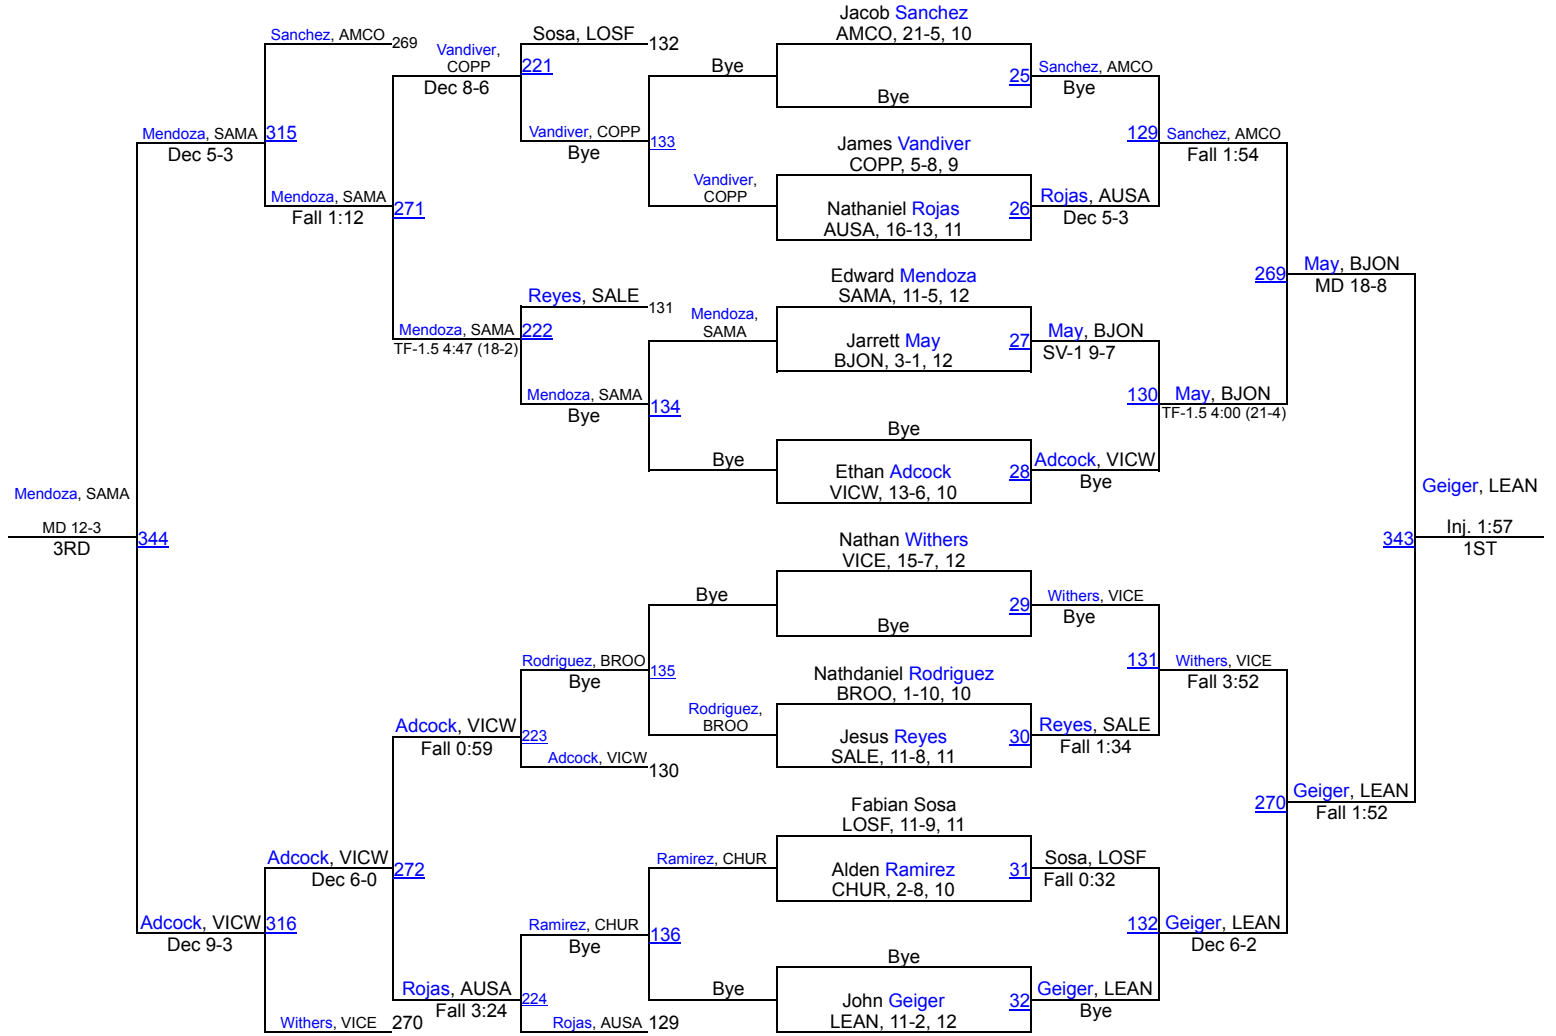 Jacob Sanchez
AMCO, 21-5, 10
Sanchez, AMCO 269
Vandiver,
COPP
Dec 8-6
Sosa, LOSF 132
221
Bye
25 Sanchez, AMCO
Bye
Bye
Mendoza, SAMA 315
Dec 5-3
Vandiver, COPP
Bye
133
James Vandiver
COPP, 5-8, 9
129 Sanchez, AMCO
Fall 1:54
Mendoza, SAMA
Fall 1:12
271
Vandiver,
COPP
Nathaniel Rojas
AUSA, 16-13, 11
26 Rojas, AUSA
Dec 5-3
Edward Mendoza
SAMA, 11-5, 12
269 May, BJON
MD 18-8
Reyes, SALE 131
Mendoza, SAMA 222
TF-1.5 4:47 (18-2)
Mendoza,
SAMA
Jarrett May
BJON, 3-1, 12
27 May, BJON
SV-1 9-7
Mendoza, SAMA
Bye
134
130 May, BJON
TF-1.5 4:00 (21-4)
Bye
Bye
Ethan Adcock
VICW, 13-6, 10
28 Adcock, VICW
Bye
Mendoza, SAMA
MD 12-3
3RD
344
Geiger, LEAN
343
Inj. 1:57
1ST
Nathan Withers
VICE, 15-7, 12
Bye
29 Withers, VICE
Bye
Bye
Rodriguez, BROO
Bye
135
Nathdaniel Rodriguez
BROO, 1-10, 10
131 Withers, VICE
Fall 3:52
Adcock, VICW
Fall 0:59
223
Rodriguez,
BROO
Jesus Reyes
SALE, 11-8, 11
30 Reyes, SALE
Fall 1:34
Adcock, VICW 130
Fabian Sosa
LOSF, 11-9, 11
270 Geiger, LEAN
Fall 1:52
Adcock, VICW
Dec 6-0
272
Ramirez, CHUR
Alden Ramirez
CHUR, 2-8, 10
31 Sosa, LOSF
Fall 0:32
Adcock, VICW 316
Dec 9-3
Ramirez, CHUR
Bye
136
132 Geiger, LEAN
Dec 6-2
Bye
Rojas, AUSA
Fall 3:24
224
Bye
John Geiger
LEAN, 11-2, 12
32 Geiger, LEAN
Bye
Withers, VICE 270
Rojas, AUSA 129